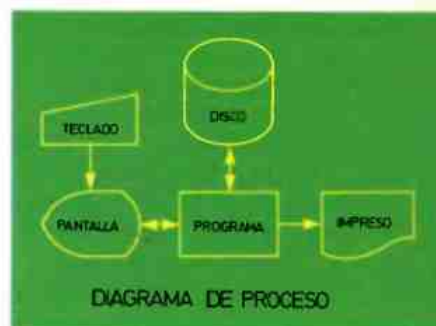 DISCO
TECLADO
PANTALLA
PROGRAMA
IMPRESO
DIAGRAMA DE PROCESO